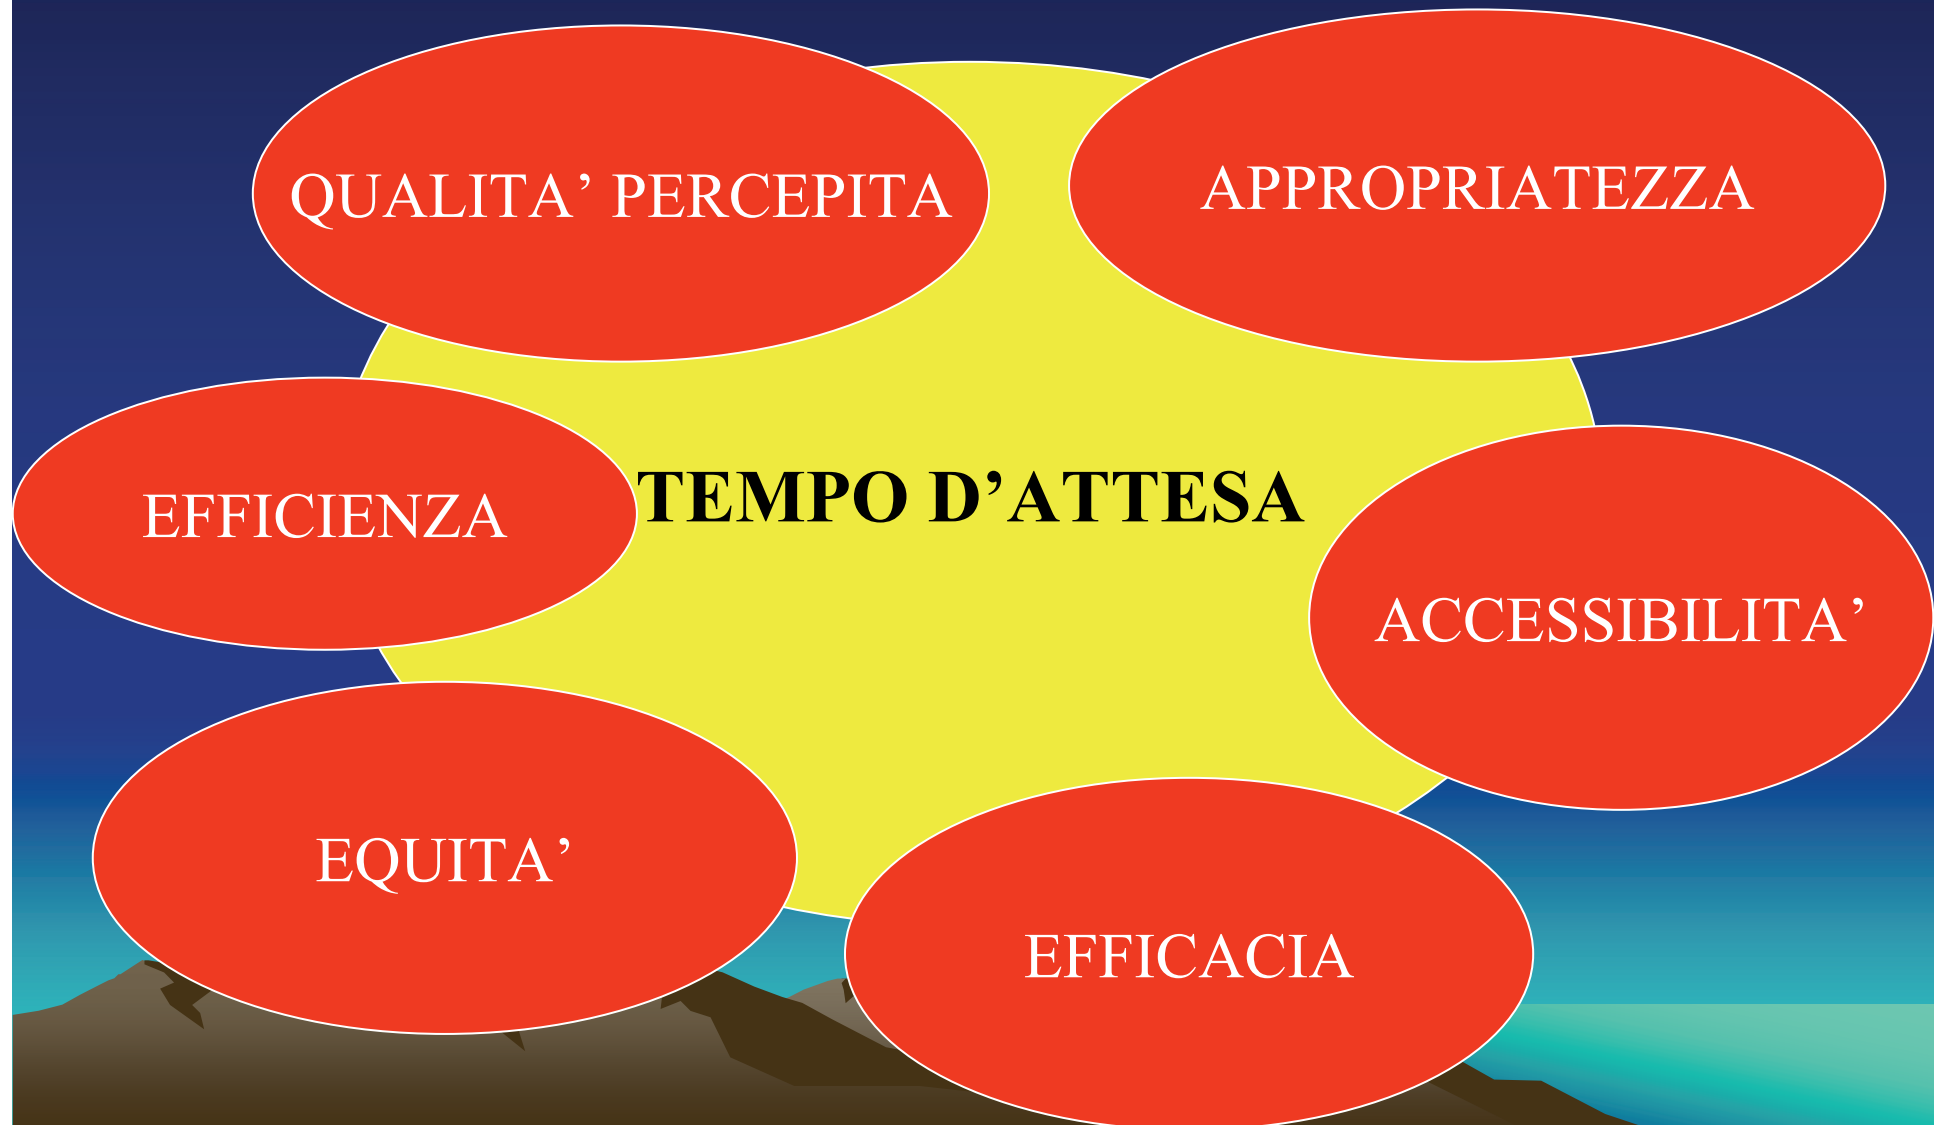 QUALITA’ PERCEPITA
APPROPRIATEZZA
EFFICIENZA
TEMPO D’ATTESA
ACCESSIBILITA’
EQUITA’
EFFICACIA